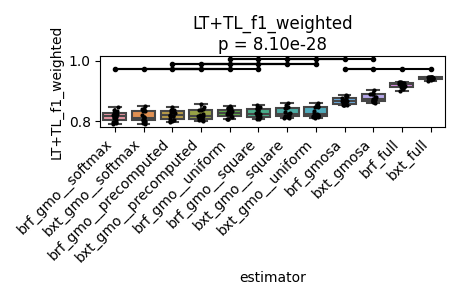 LT+TL_f1_weighted
p = 8.10e-28
LT+TL_f1_weighted
1.0
0.8
brf_gmo__softmax
bxt_gmo__softmax
brf_gmo__precomputed
bxt_gmo__precomputed
brf_gmo__uniform
brf_gmo__square
bxt_gmo__square
bxt_gmo__uniform
brf_gmosa
bxt_gmosa
brf_full
bxt_full
estimator